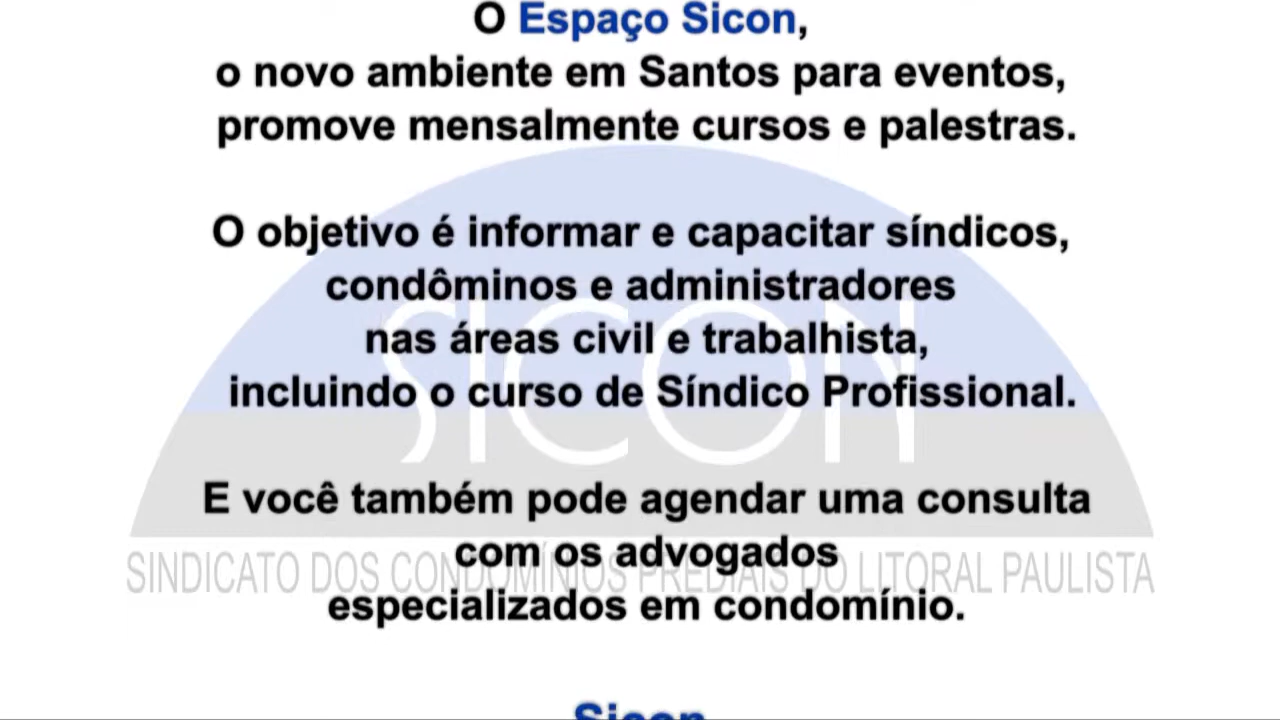 O Espaço Sicon,
o novo ambiente em Santos para eventos,
promove mensalmente cursos e palestras.
O objetivo é informar e capacitar síndicos,
condôminos e administradores
nas áreas civil e trabalhista,
SICON
incluindo o curso de Síndico Profissional.
E você também pode agendar uma consulta
com os advogados
SINDICATO DOS CONDOMÍNIOS PREDIAIS DO LITORAL PAULISTA
especializados em condomínio.
Sicon